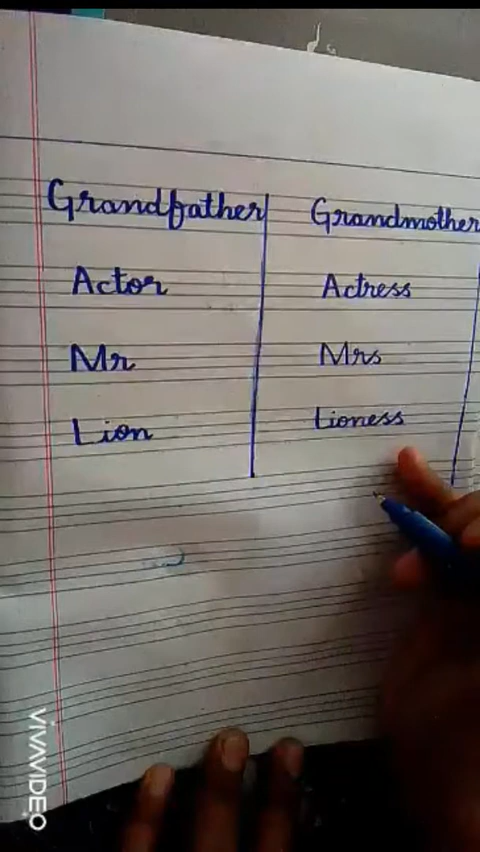 Grandfather Grandmother
Actor Actress
Mr Mrs
Lion Lioness
VIVAVIDEO